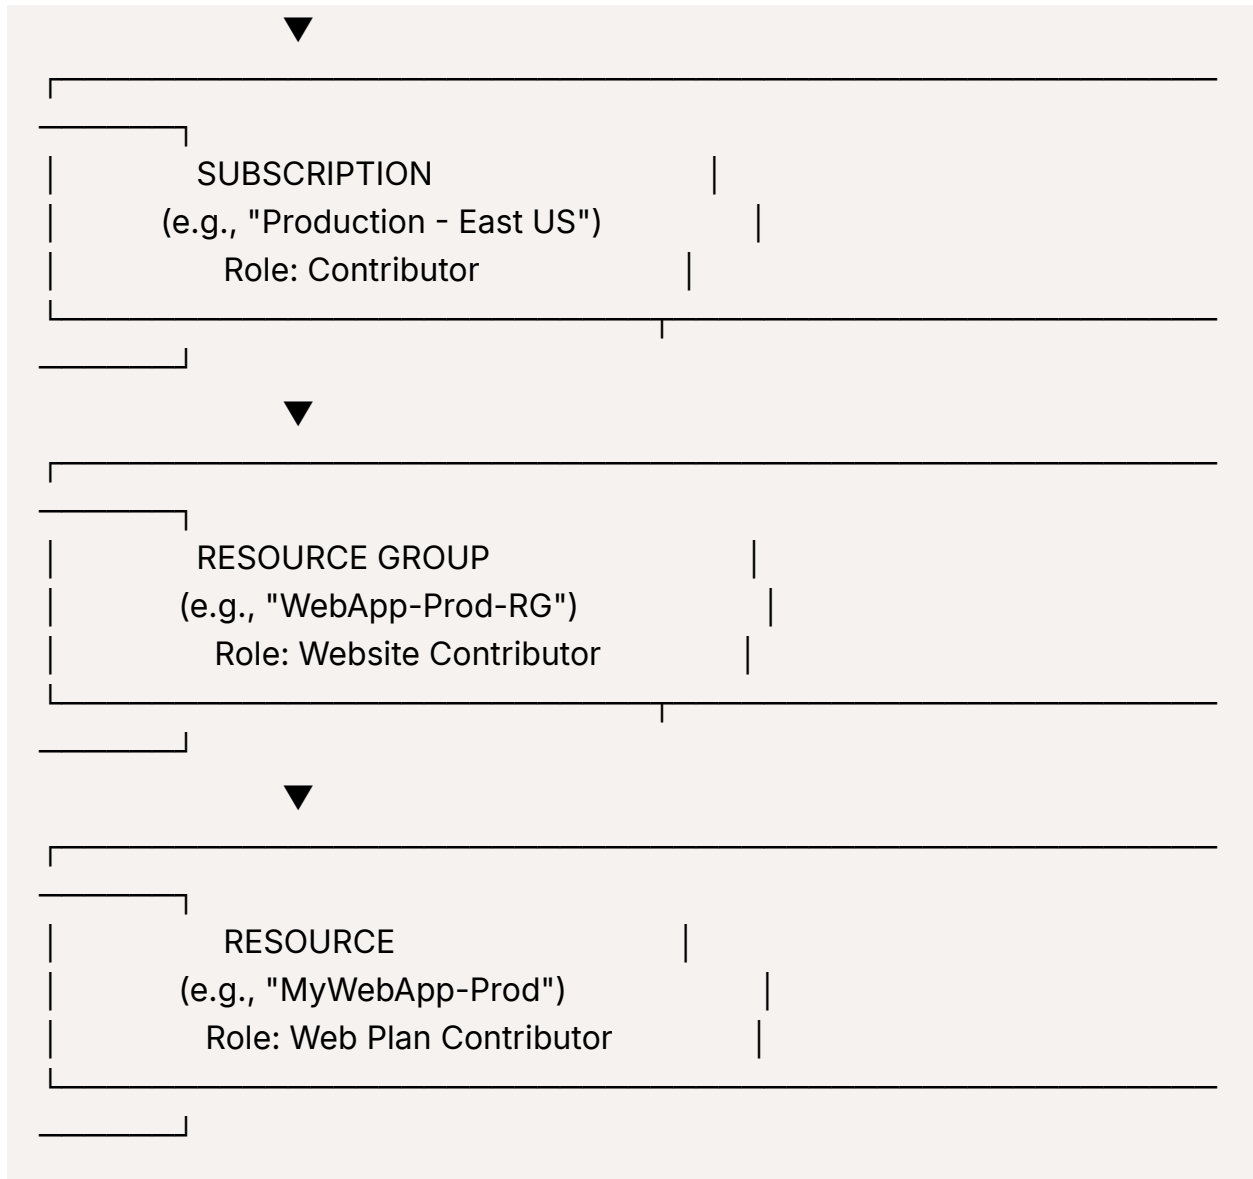 SUBSCRIPTION
(e.g., "Production - East US")
Role: Contributor
RESOURCE GROUP
(e.g., "WebApp-Prod-RG")
Role: Website Contributor
RESOURCE
(e.g., "MyWebApp-Prod")
Role: Web Plan Contributor